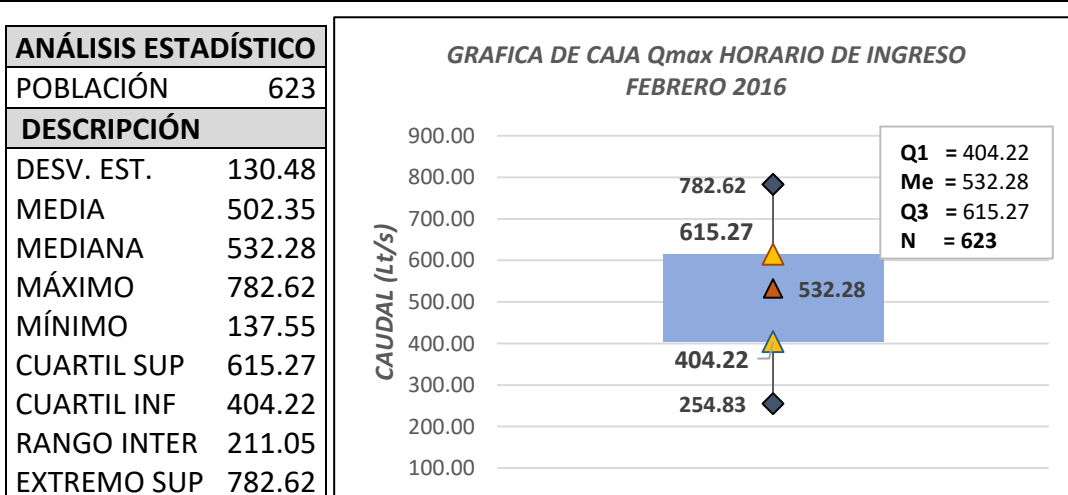 ANÁLISIS ESTADÍSTICO
POBLACIÓN 623
DESCRIPCIÓN
DESV. EST. 130.48
MEDIA 502.35
MEDIANA 532.28
MÁXIMO 782.62
MÍNIMO 137.55
CUARTIL SUP 615.27
CUARTIL INF 404.22
RANGO INTER 211.05
EXTREMO SUP 782.62
GRAFICA DE CAJA Qmax HORARIO DE INGRESO
FEBRERO 2016
CAUDAL (Lt/s)
900.00
800.00
700.00
600.00
500.00
400.00
300.00
200.00
100.00
782.62
615.27
532.28
404.22
254.83
Q1 = 404.22
Me = 532.28
Q3 = 615.27
N = 623